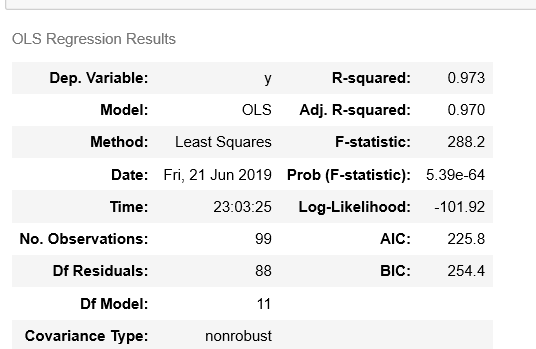 OLS Regression Results
Dep. Variable: y R-squared: 0.973
Model: OLS Adj. R-squared: 0.970
Method: Least Squares F-statistic: 288.2
Date: Fri, 21 Jun 2019 Prob (F-statistic): 5.39e-64
Time: 23:03:25 Log-Likelihood: -101.92
No. Observations: 99 AIC: 225.8
Df Residuals: 88 BIC: 254.4
Df Model: 11
Covariance Type: nonrobust